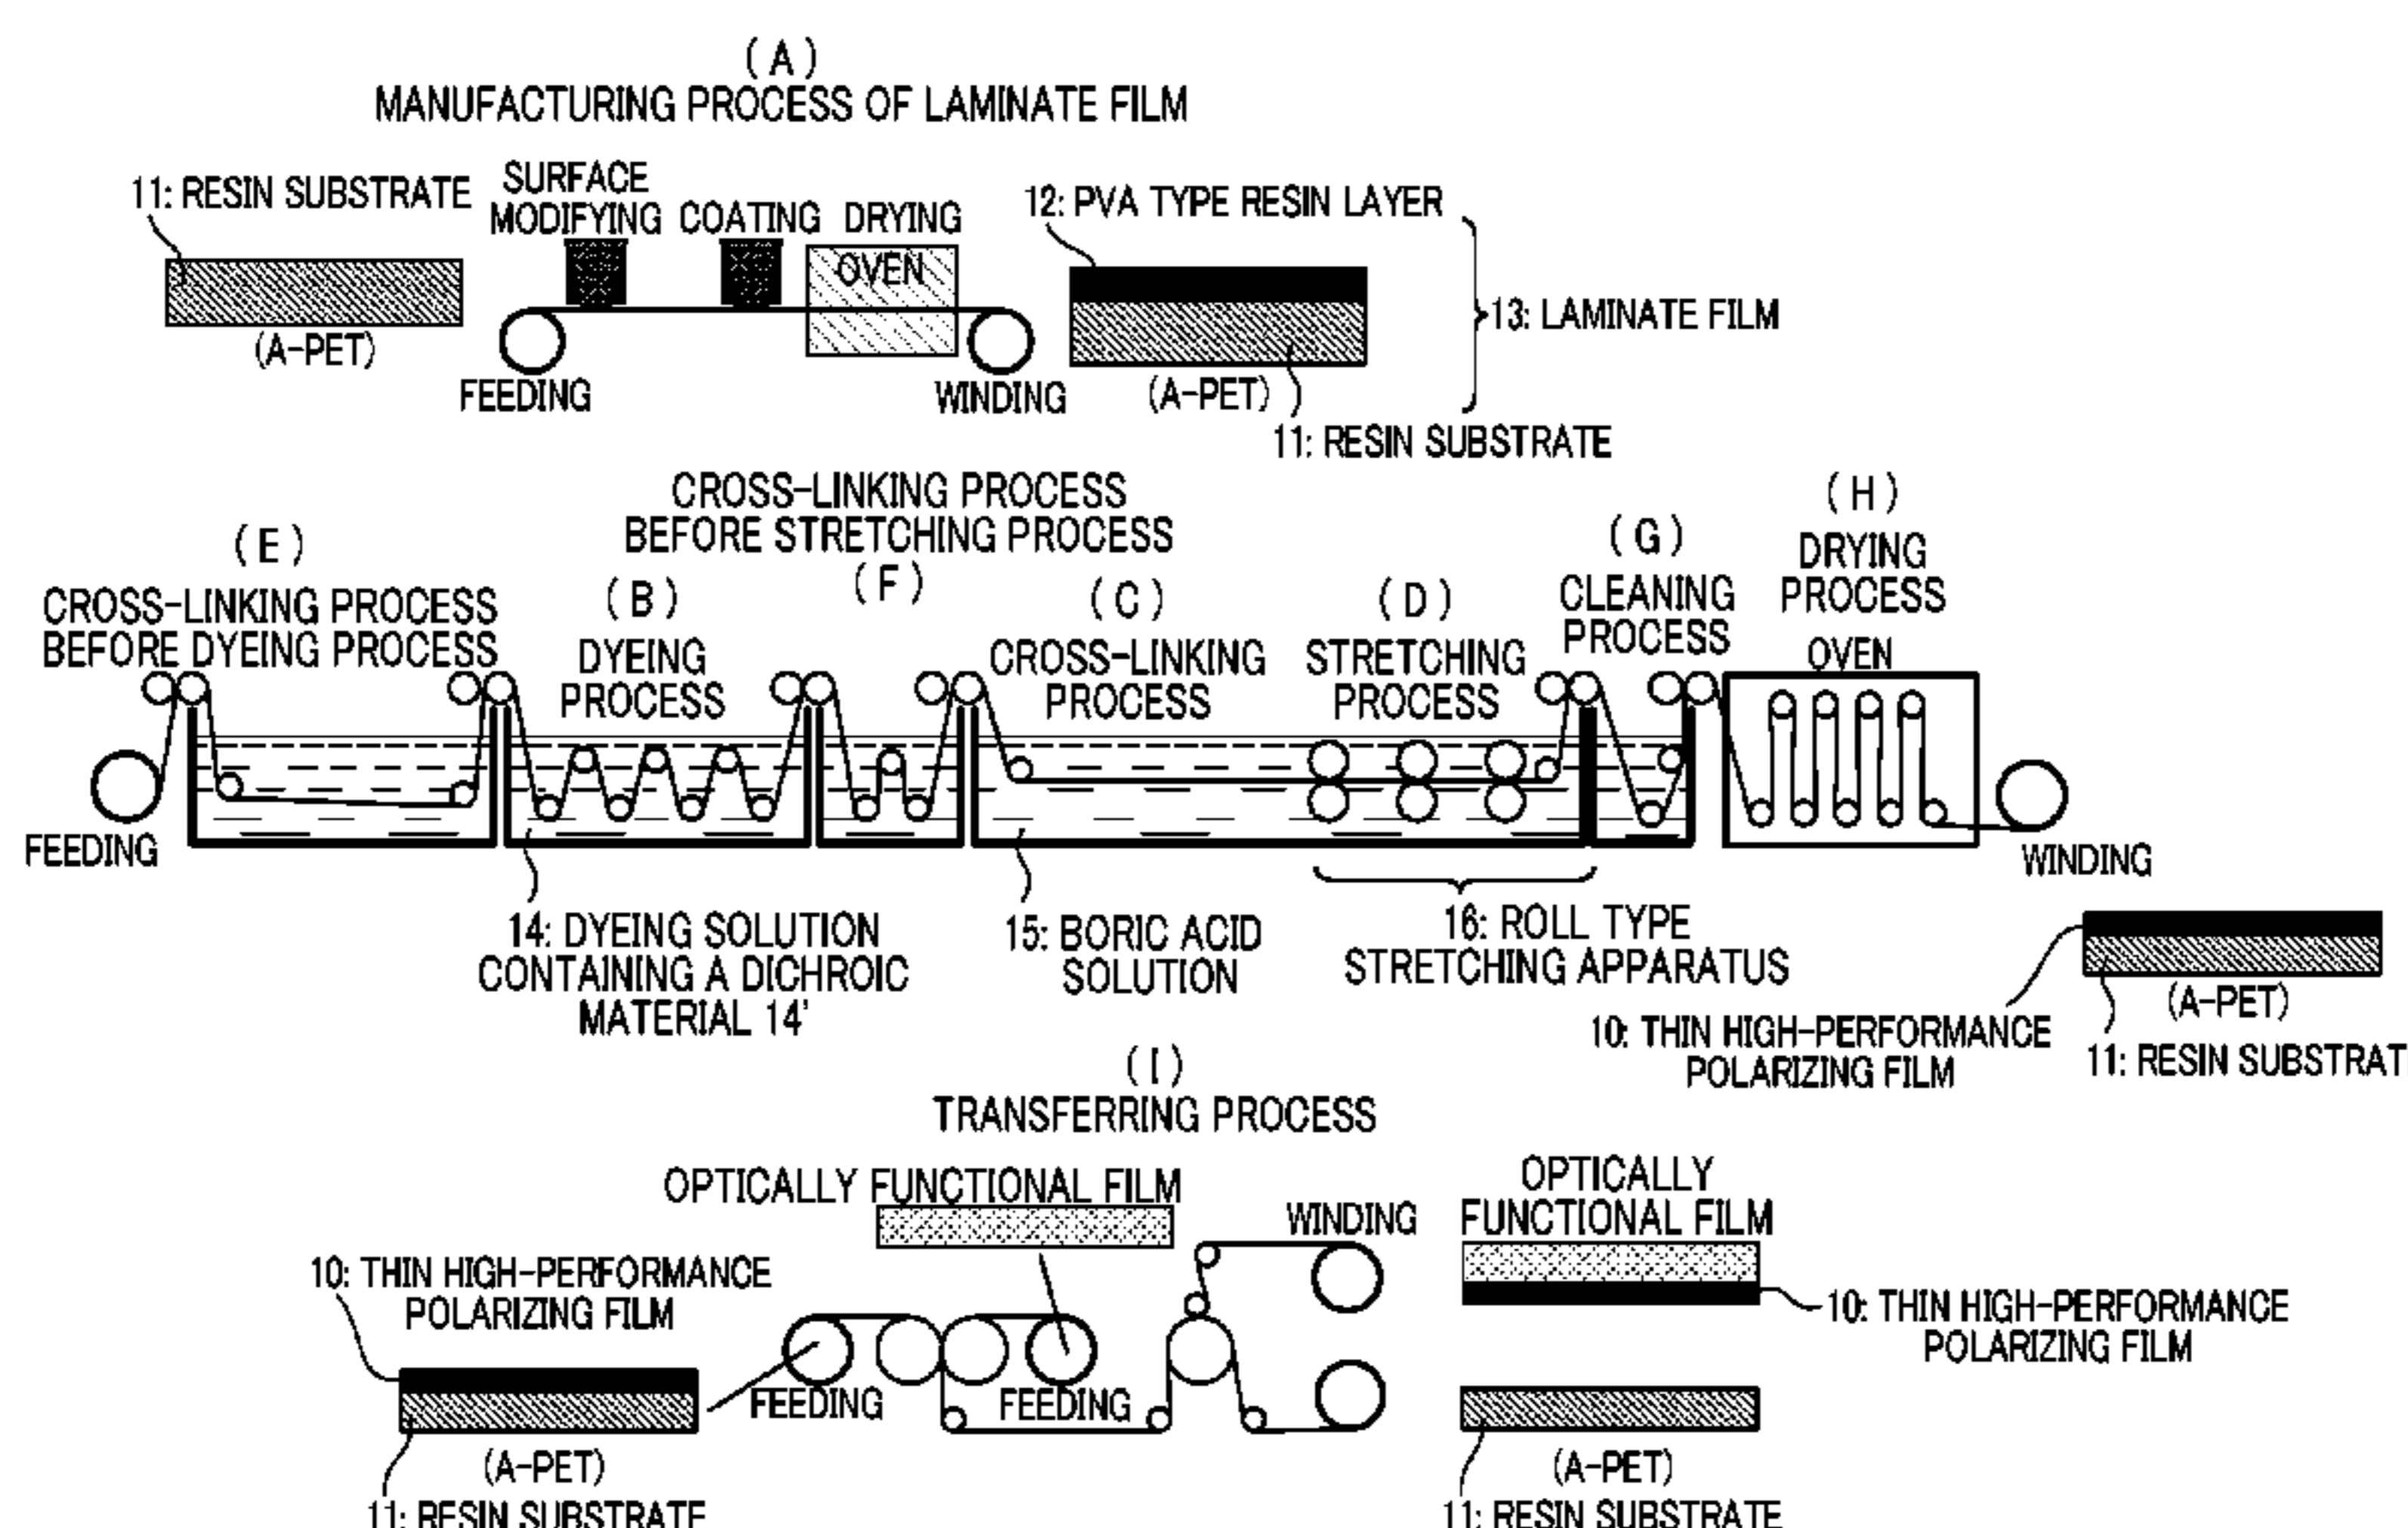 (A)
MANUFACTURING PROCESS OF LAMINATE FILM
11: RESIN SUBSTRATE
(A-PET)
SURFACE
MODIFYING
COATING
DRYING
OVEN
FEEDING
WINDING
12: PVA TYPE RESIN LAYER
13: LAMINATE FILM
(A-PET)
11: RESIN SUBSTRATE
(E)
CROSS-LINKING PROCESS
BEFORE DYEING PROCESS
FEEDING
(B)
DYEING
PROCESS
CROSS-LINKING PROCESS
BEFORE STRETCHING PROCESS
(F)
(C)
CROSS-LINKING
PROCESS
(D)
STRETCHING
PROCESS
(G)
CLEANING
PROCESS
(H)
DRYING
PROCESS
OVEN
WINDING
14: DYEING SOLUTION
CONTAINING A DICHROIC
MATERIAL 14'
15: BORIC ACID
SOLUTION
16: ROLL TYPE
STRETCHING APPARATUS
10: THIN HIGH-PERFORMANCE
POLARIZING FILM
(A-PET)
11: RESIN SUBSTRAT
(I)
TRANSFERRING PROCESS
OPTICALLY FUNCTIONAL FILM
10: THIN HIGH-PERFORMANCE
POLARIZING FILM
(A-PET)
11: RESIN SUBSTRATE
FEEDING
FEEDING
WINDING
OPTICALLY
FUNCTIONAL FILM
10: THIN HIGH-PERFORMANCE
POLARIZING FILM
(A-PET)
11: RESIN SUBSTRATE